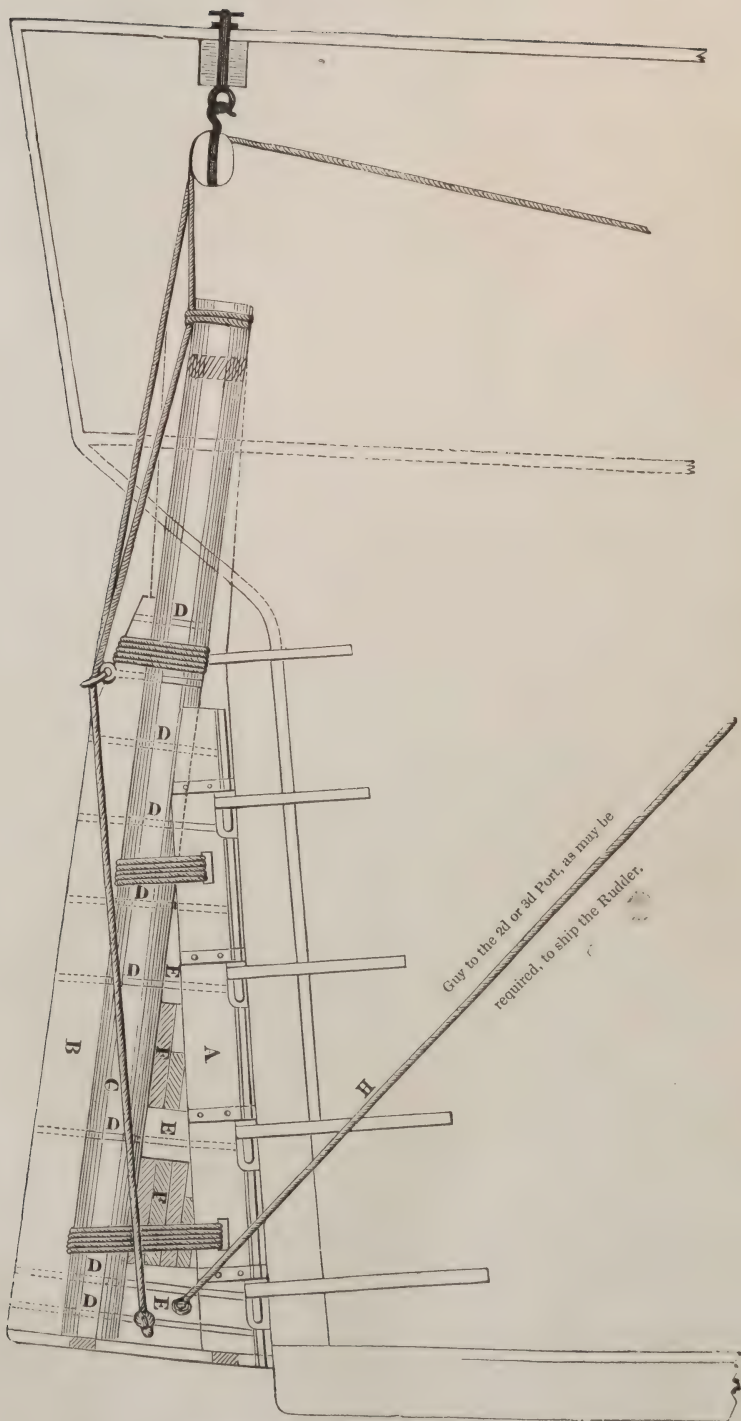 D
D
D
D
D
E
F
A
B
C
E
D
F
D
D
E
H
Guy to the 2d or 3d Port, as may be
required, to ship the Rudder.